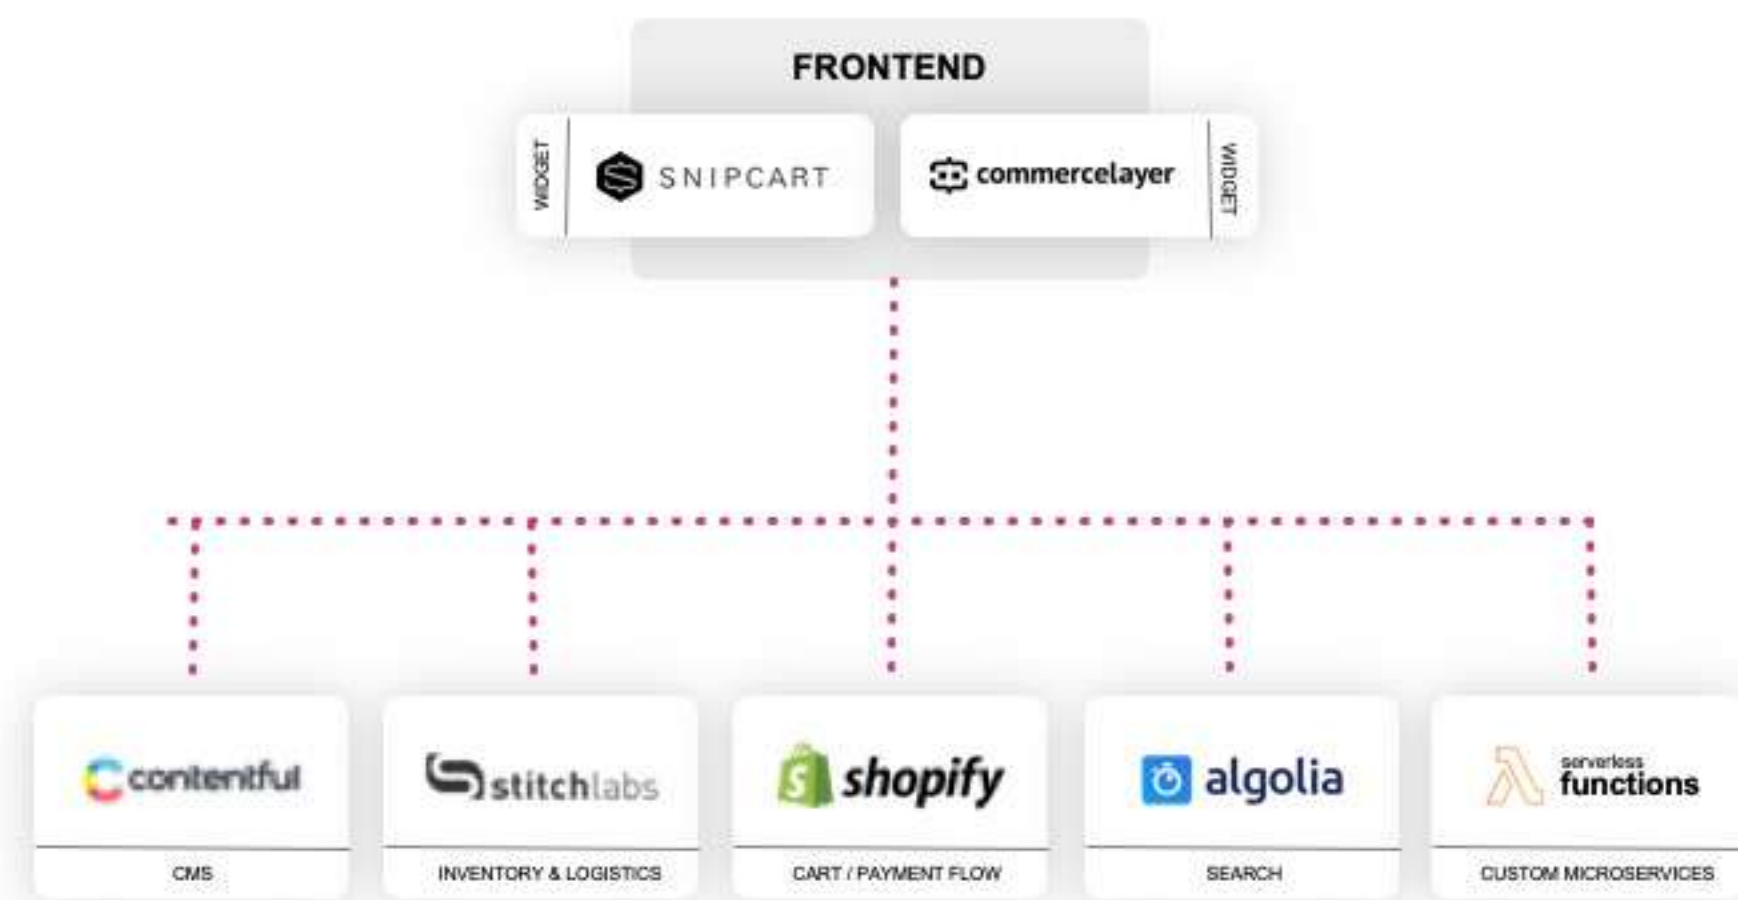 FRONTEND
WIDGET
SNIPCART
commercelayer
WIDGET
contentful
CMS
stitchlabs
INVENTORY & LOGISTICS
shopify
CART / PAYMENT FLOW
algolia
SEARCH
serverless
functions
CUSTOM MICROSERVICES